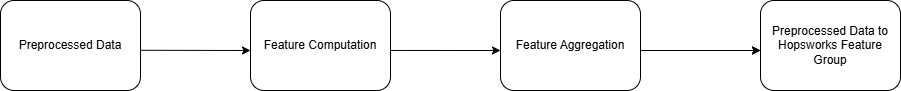 Preprocessed Data
Feature Computation
Feature Aggregation
Preprocessed Data to
Hopsworks Feature
Group